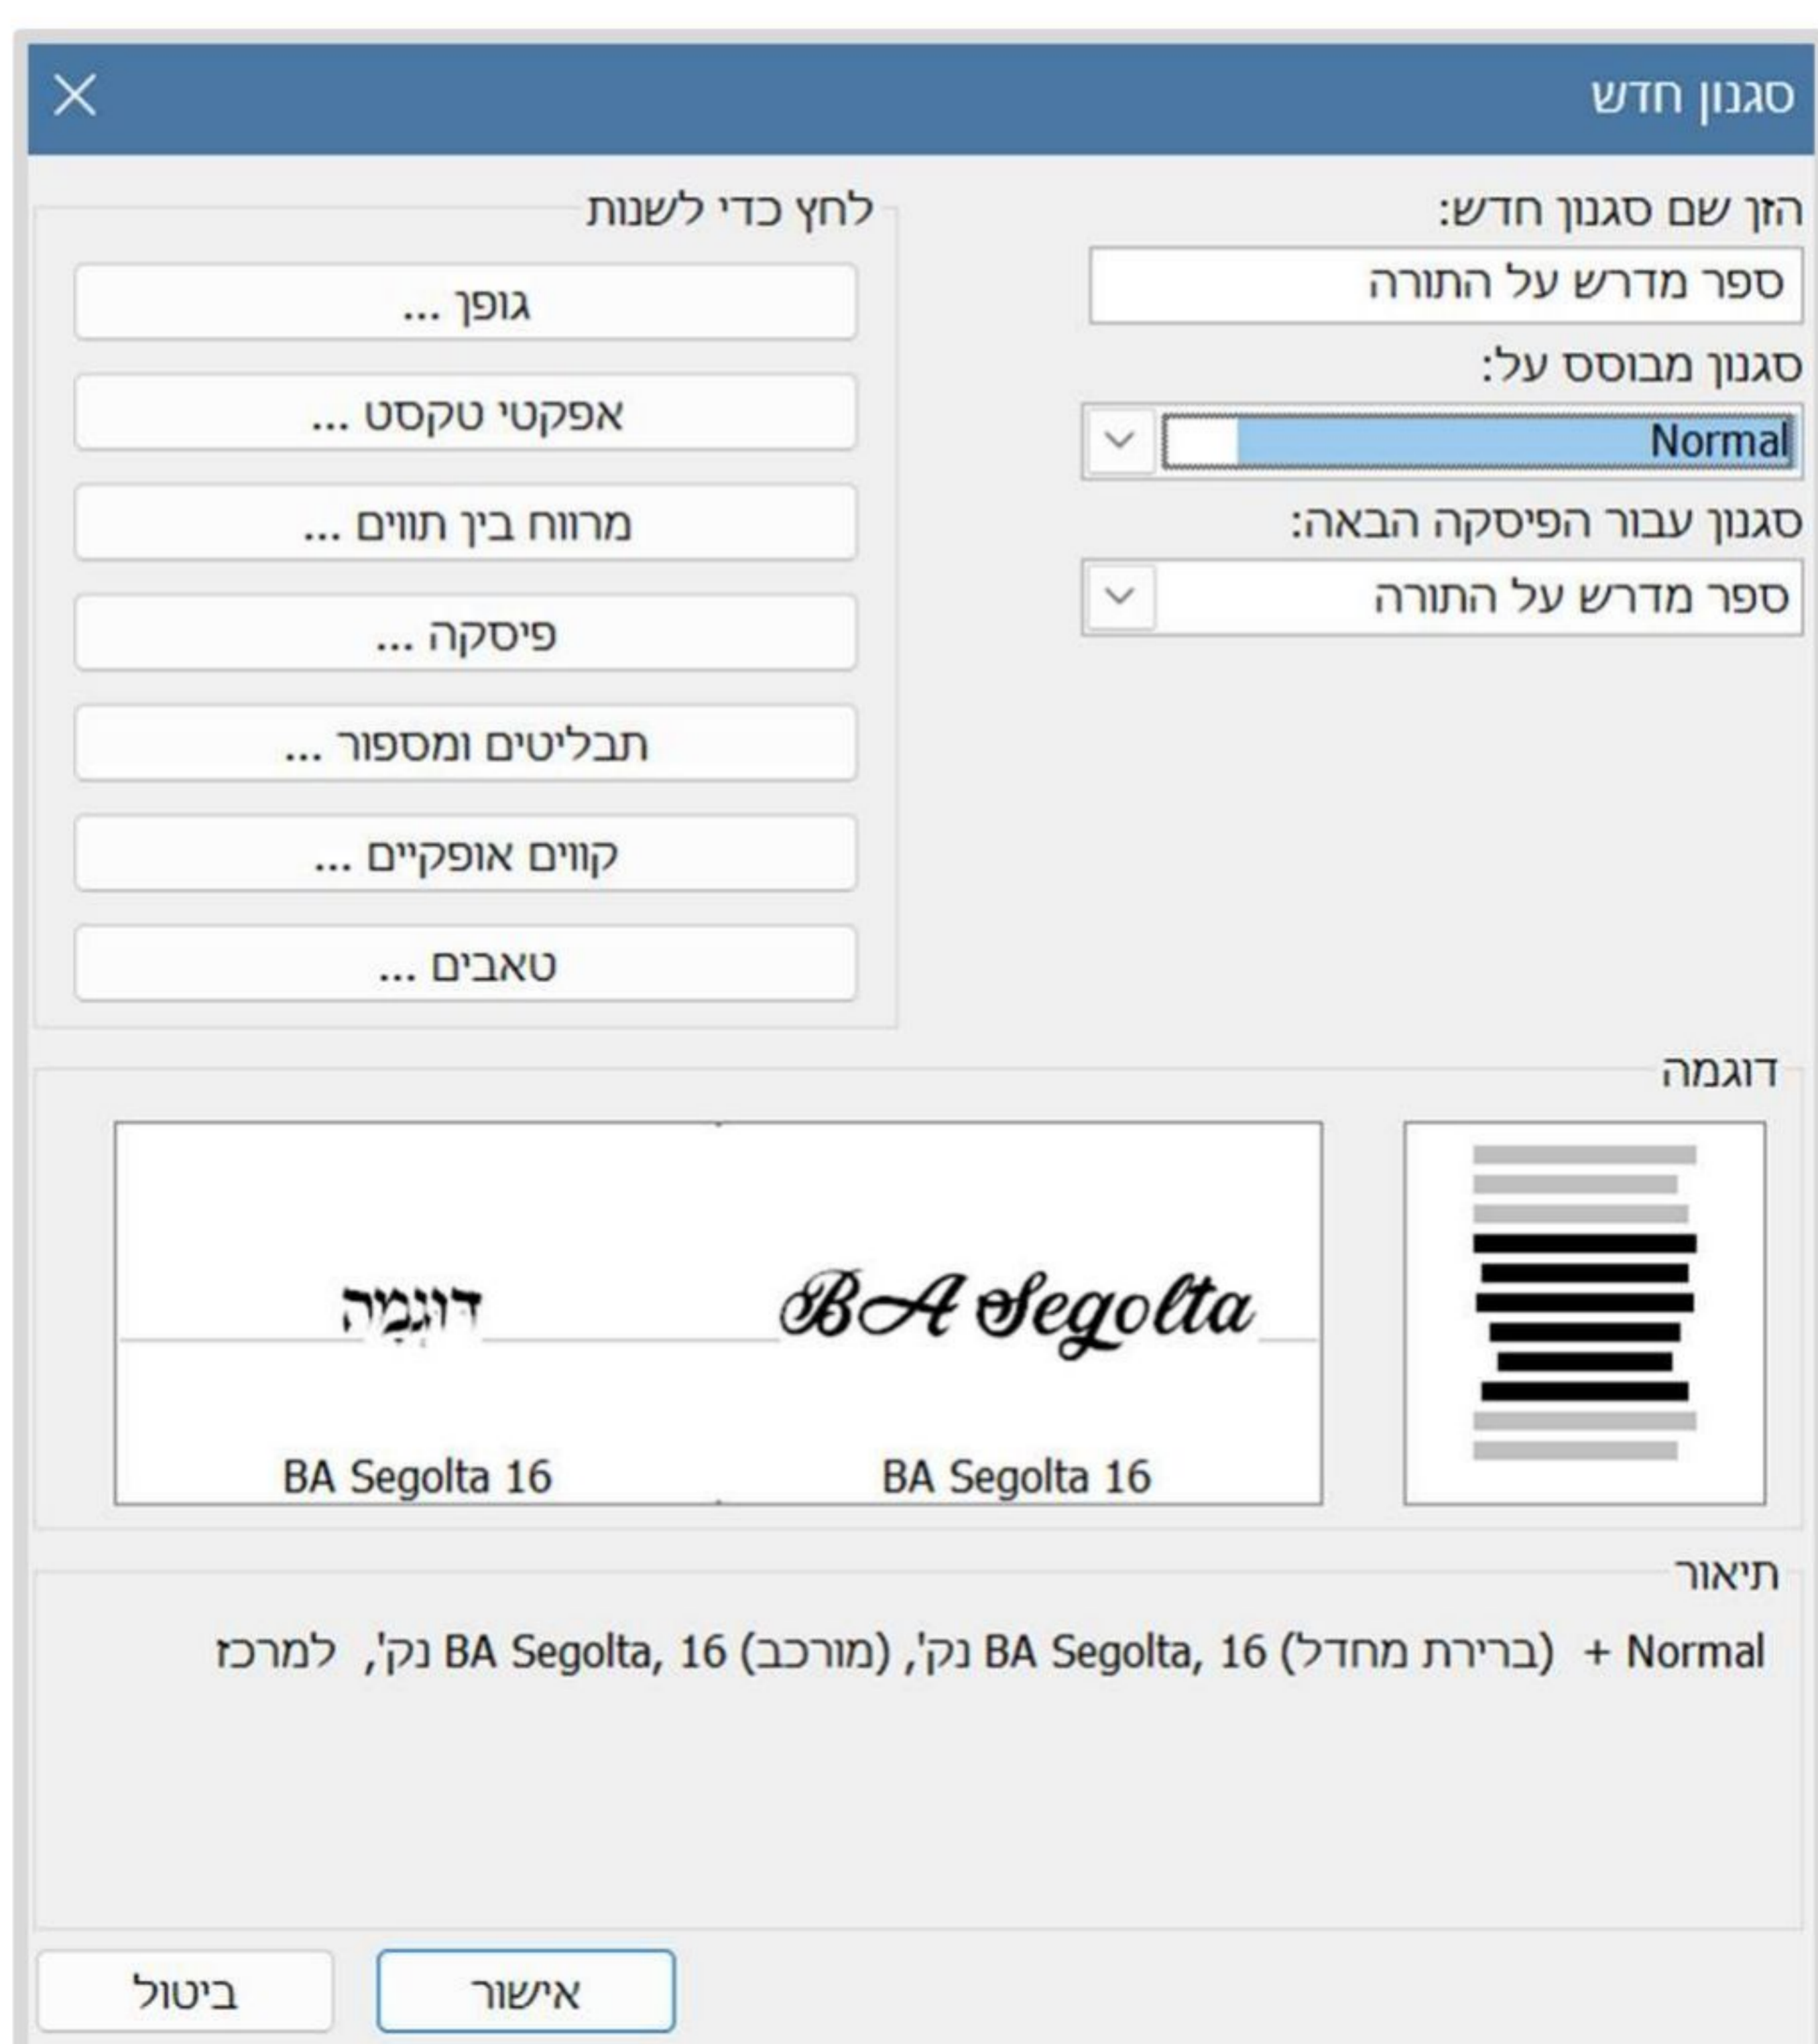 סגנון חדש
הזן שם סגנון חדש:
ספר מדרש על התורה
סגנון מבוסס על:
Normal
סגנון עבור הפיסקה הבאה:
ספר מדרש על התורה
לחץ כדי לשנות
גופן ...
אפקטי טקסט ...
מרווח בין תווים ...
פיסקה ...
תבליטים ומספור ...
קווים אופקיים ...
טאבים ...
דוגמה
BA Segolta
דּוּגְמָה
BA Segolta 16
BA Segolta 16
תיאור
Normal + (ברירת מחדל) BA Segolta, 16 נק', (מורכב) BA Segolta, 16 נק', למרכז
אישור
ביטול